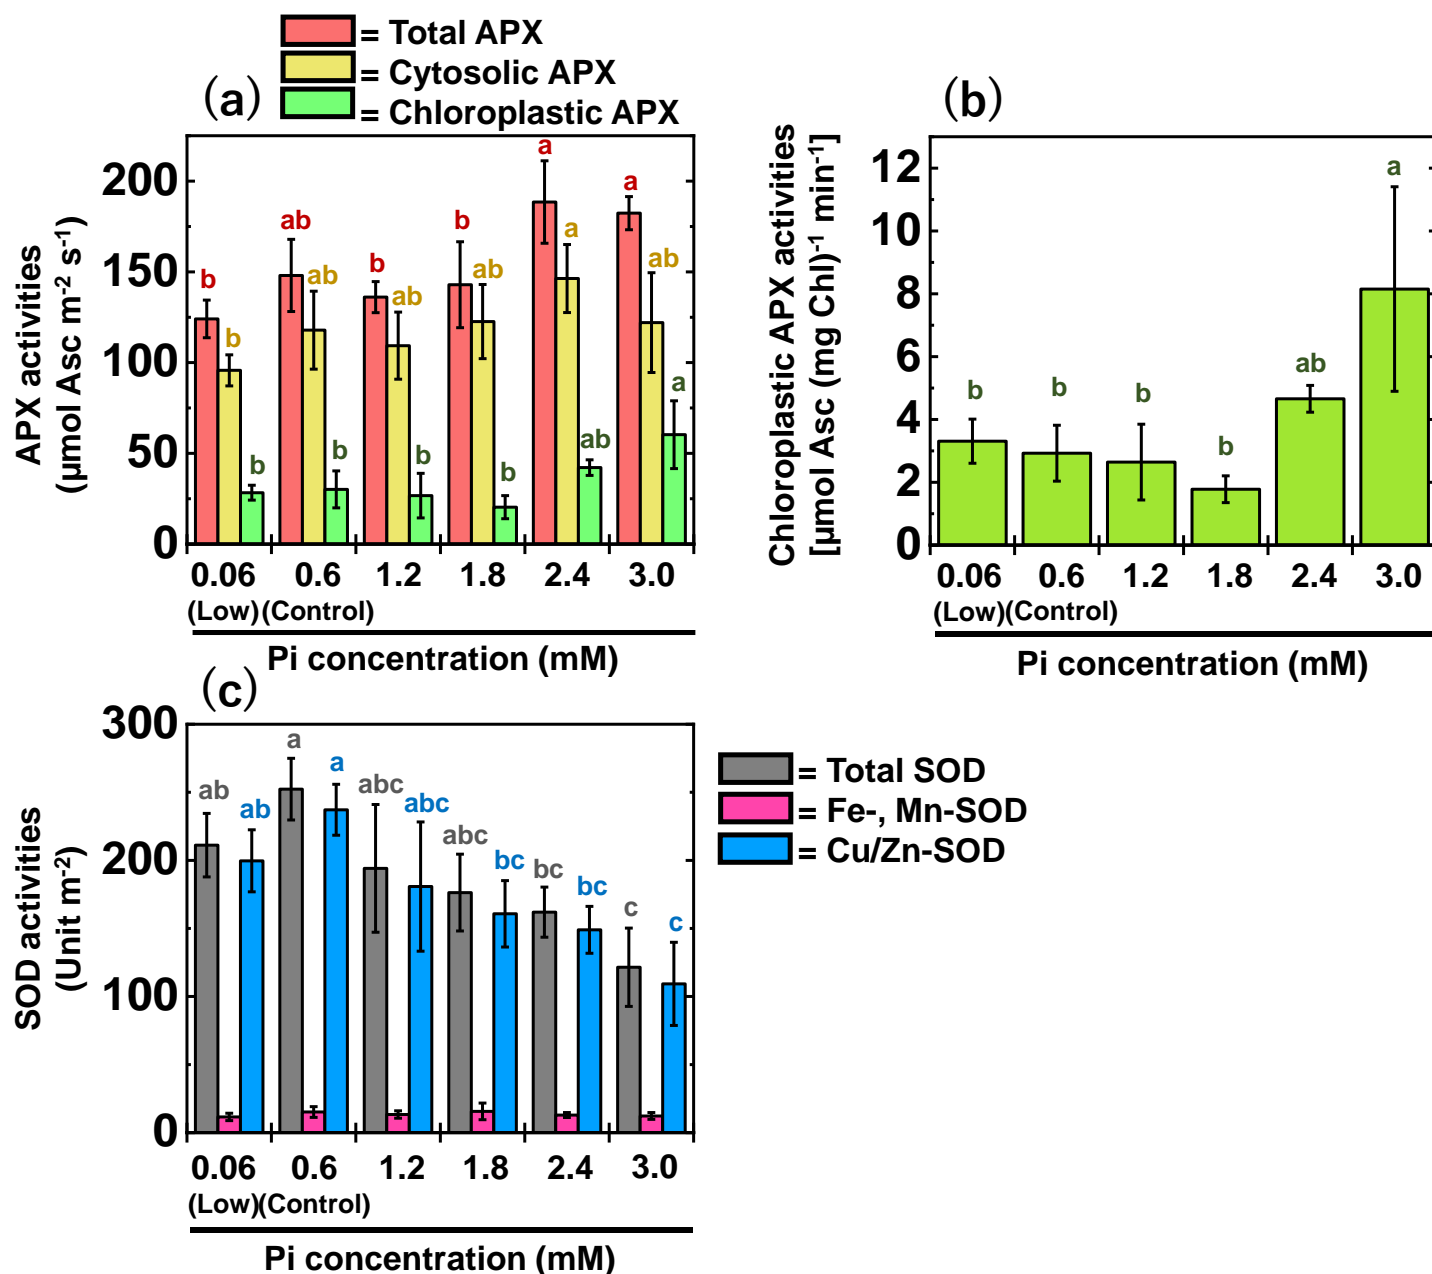 = Total APX
= Cytosolic APX
= Chloroplastic APX
(a)
APX activities
(μmol Asc m⁻² s⁻¹)
200
150
100
50
0
b b b
ab ab b
b ab b
b ab b
a a ab
a ab a
0.06 0.6 1.2 1.8 2.4 3.0
(Low) (Control)
Pi concentration (mM)
(b)
Chloroplastic APX activities
[μmol Asc (mg Chl)⁻¹ min⁻¹]
12
10
8
6
4
2
0
b b b b ab a
0.06 0.6 1.2 1.8 2.4 3.0
(Low) (Control)
Pi concentration (mM)
(c)
SOD activities
(Unit m⁻²)
300
200
100
0
ab ab
a a
abc abc
abc bc
bc bc
c c
0.06 0.6 1.2 1.8 2.4 3.0
(Low) (Control)
Pi concentration (mM)
= Total SOD
= Fe-, Mn-SOD
= Cu/Zn-SOD